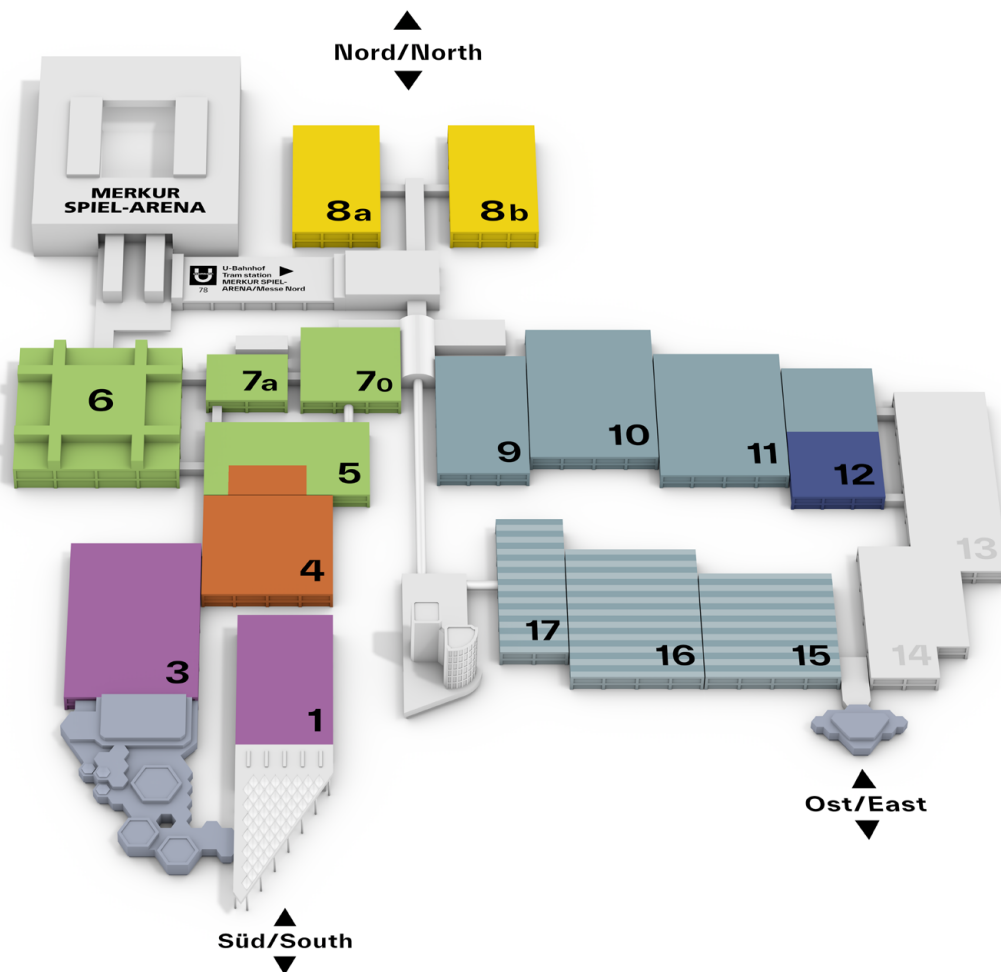 Nord/North
MERKUR
SPIEL-ARENA
8a
8b
U
78
U-Bahnhof
Tram station
MERKUR SPIEL-
ARENA/Messe Nord
6
7a
7o
5
9
10
11
12
13
4
3
1
17
16
15
14
Ost/East
Süd/South